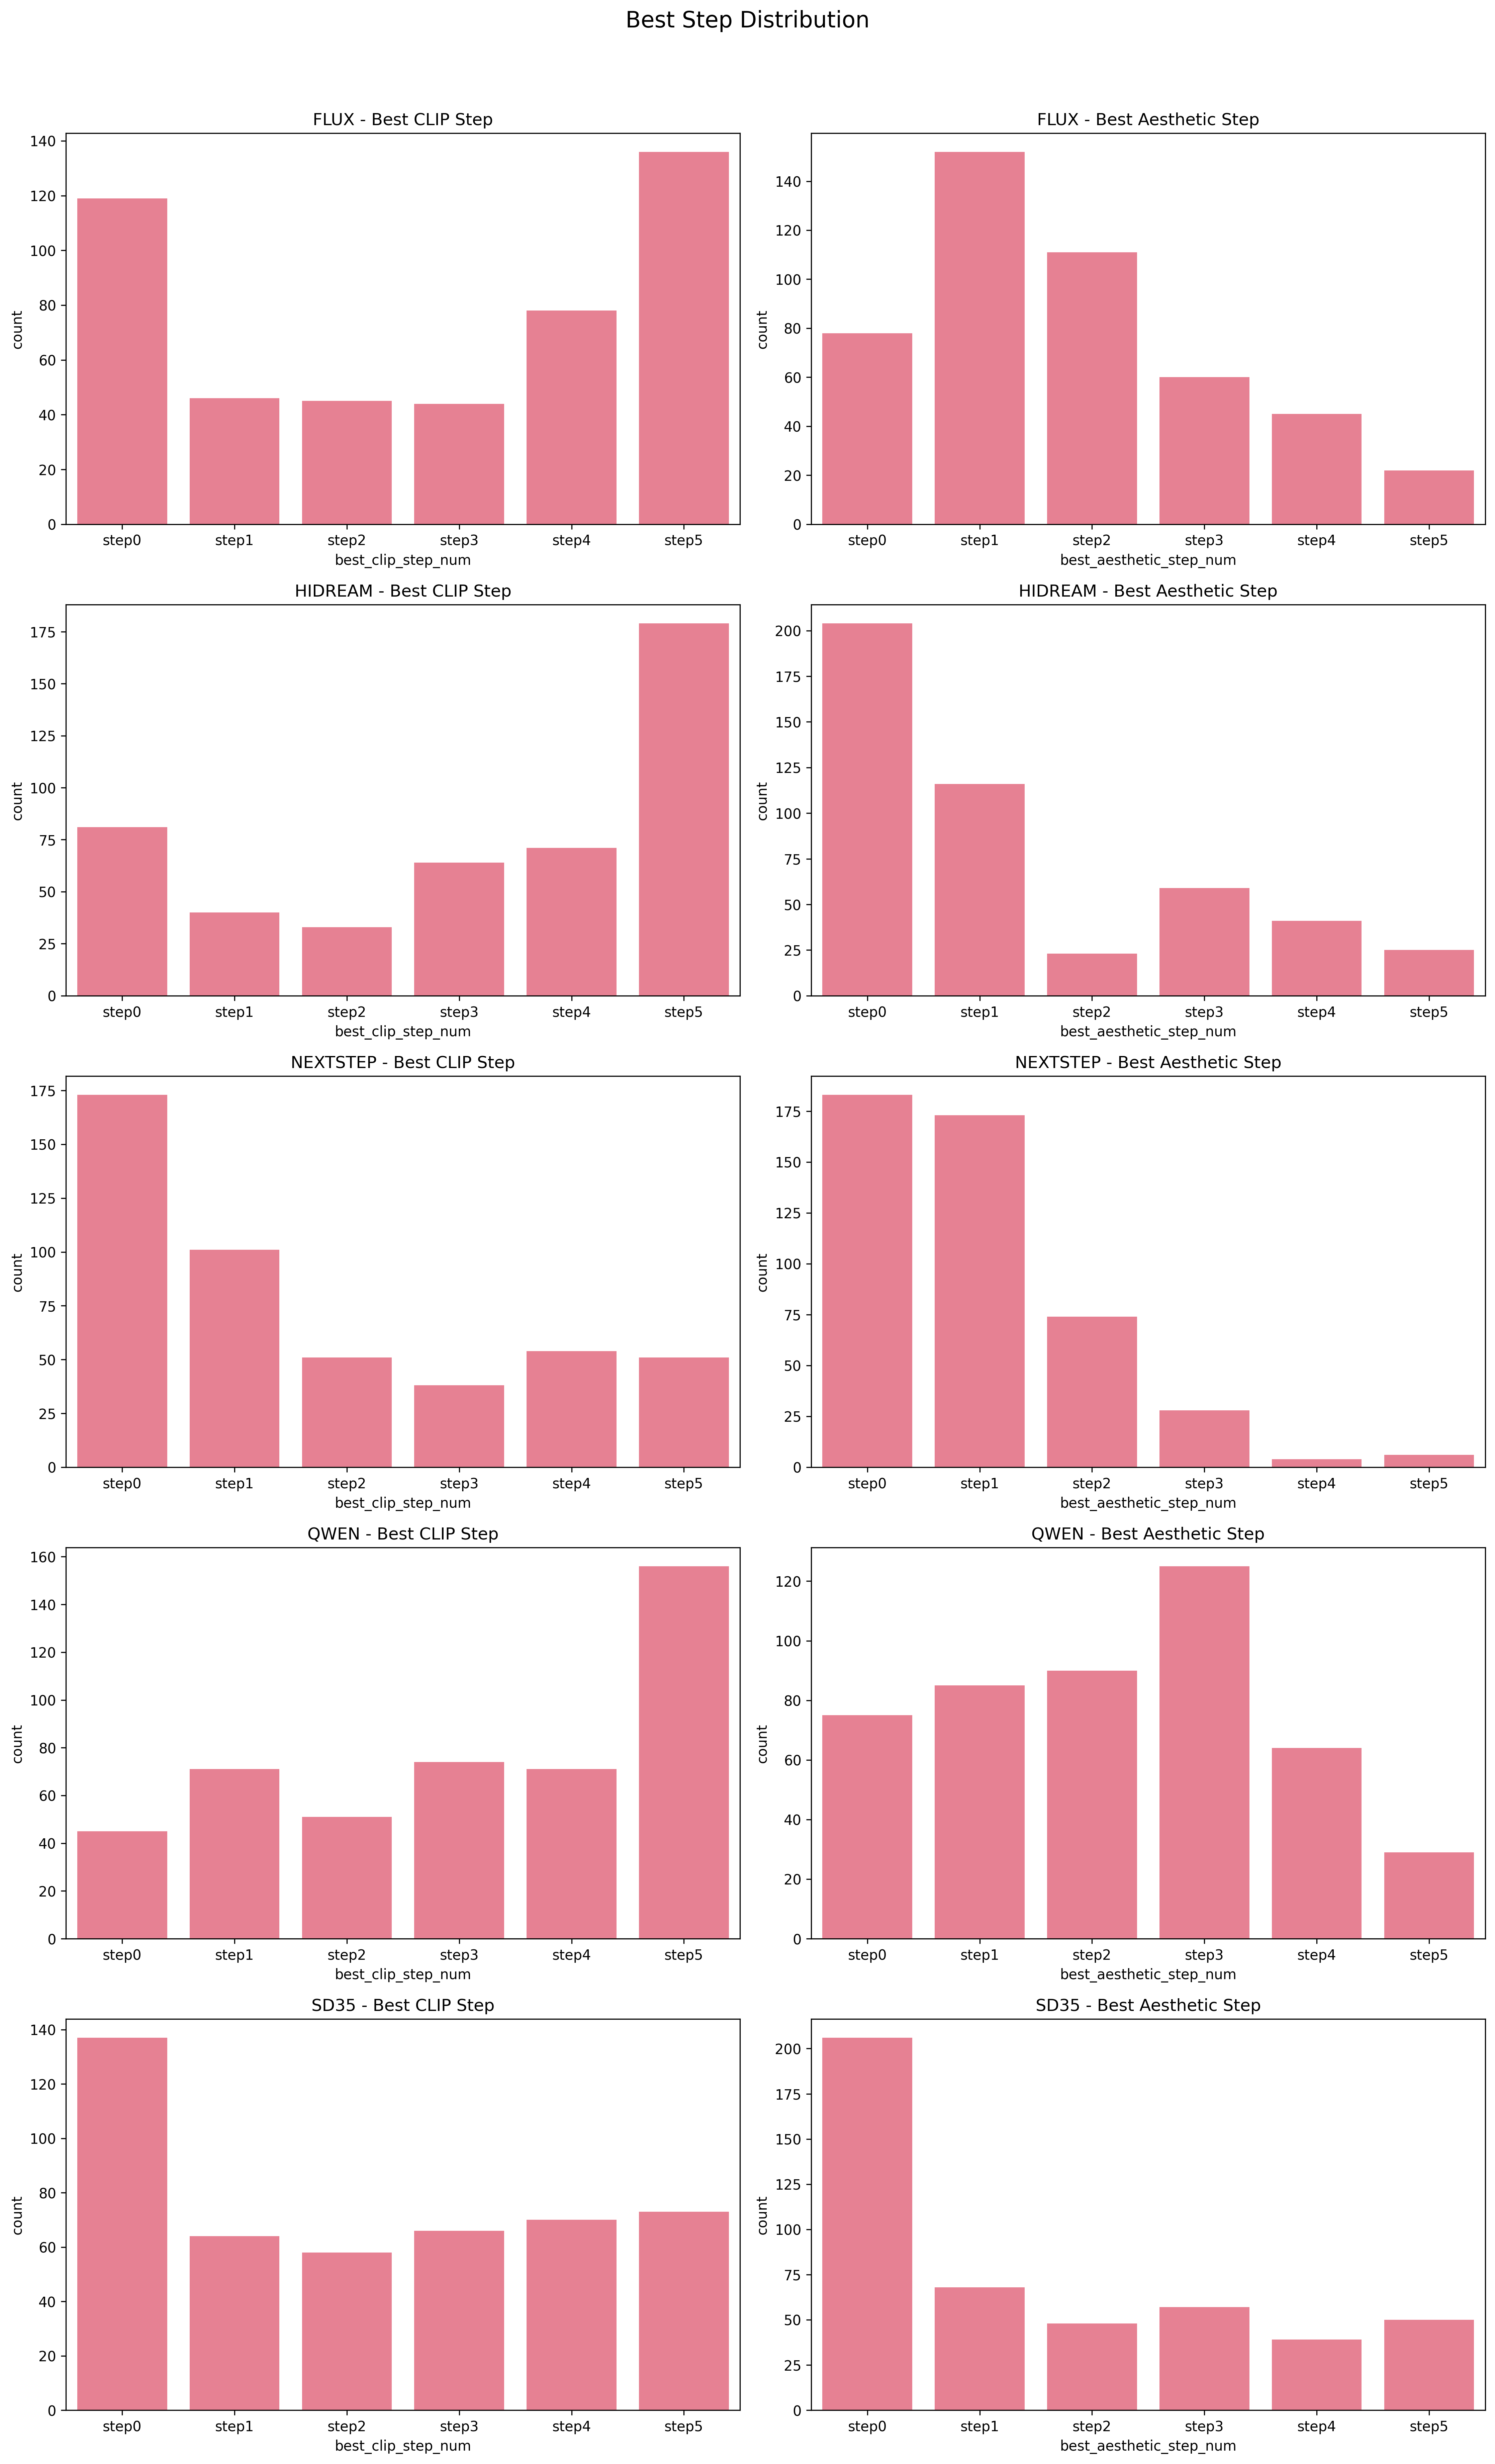 Best Step Distribution
FLUX - Best CLIP Step
140
120
100
80
60
40
20
0
count
step0 step1 step2 step3 step4 step5
best_clip_step_num
FLUX - Best Aesthetic Step
140
120
100
80
60
40
20
0
count
step0 step1 step2 step3 step4 step5
best_aesthetic_step_num
HIDREAM - Best CLIP Step
175
150
125
100
75
50
25
0
count
step0 step1 step2 step3 step4 step5
best_clip_step_num
HIDREAM - Best Aesthetic Step
200
175
150
125
100
75
50
25
0
count
step0 step1 step2 step3 step4 step5
best_aesthetic_step_num
NEXTSTEP - Best CLIP Step
175
150
125
100
75
50
25
0
count
step0 step1 step2 step3 step4 step5
best_clip_step_num
NEXTSTEP - Best Aesthetic Step
175
150
125
100
75
50
25
0
count
step0 step1 step2 step3 step4 step5
best_aesthetic_step_num
QWEN - Best CLIP Step
160
140
120
100
80
60
40
20
0
count
step0 step1 step2 step3 step4 step5
best_clip_step_num
QWEN - Best Aesthetic Step
120
100
80
60
40
20
0
count
step0 step1 step2 step3 step4 step5
best_aesthetic_step_num
SD35 - Best CLIP Step
140
120
100
80
60
40
20
0
count
step0 step1 step2 step3 step4 step5
best_clip_step_num
SD35 - Best Aesthetic Step
200
175
150
125
100
75
50
25
0
count
step0 step1 step2 step3 step4 step5
best_aesthetic_step_num